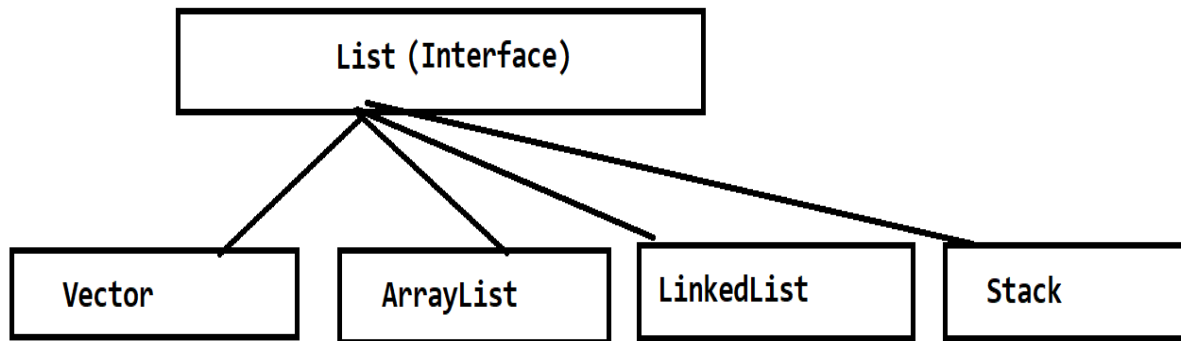 List (Interface)
Vector
ArrayList
LinkedList
Stack